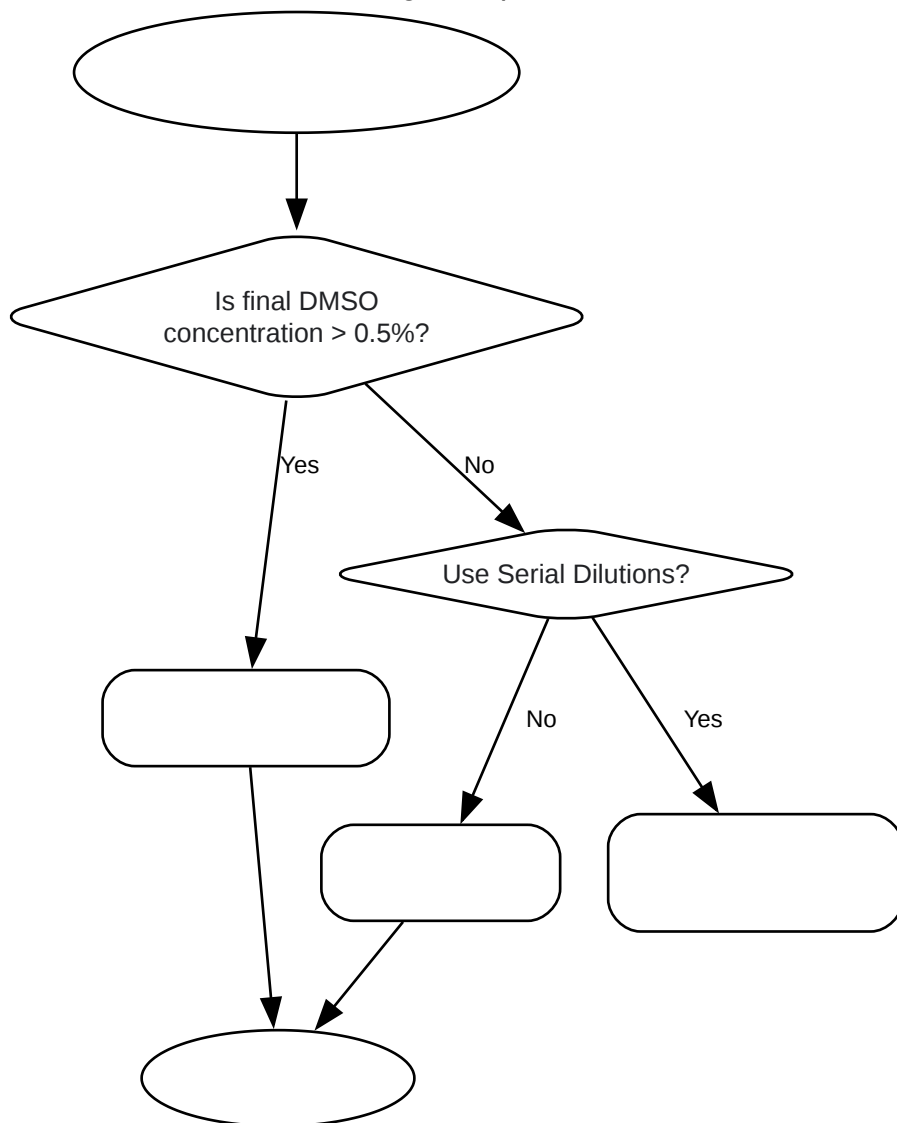 Is final DMSO
concentration > 0.5%?
Yes
No
Use Serial Dilutions?
No
Yes